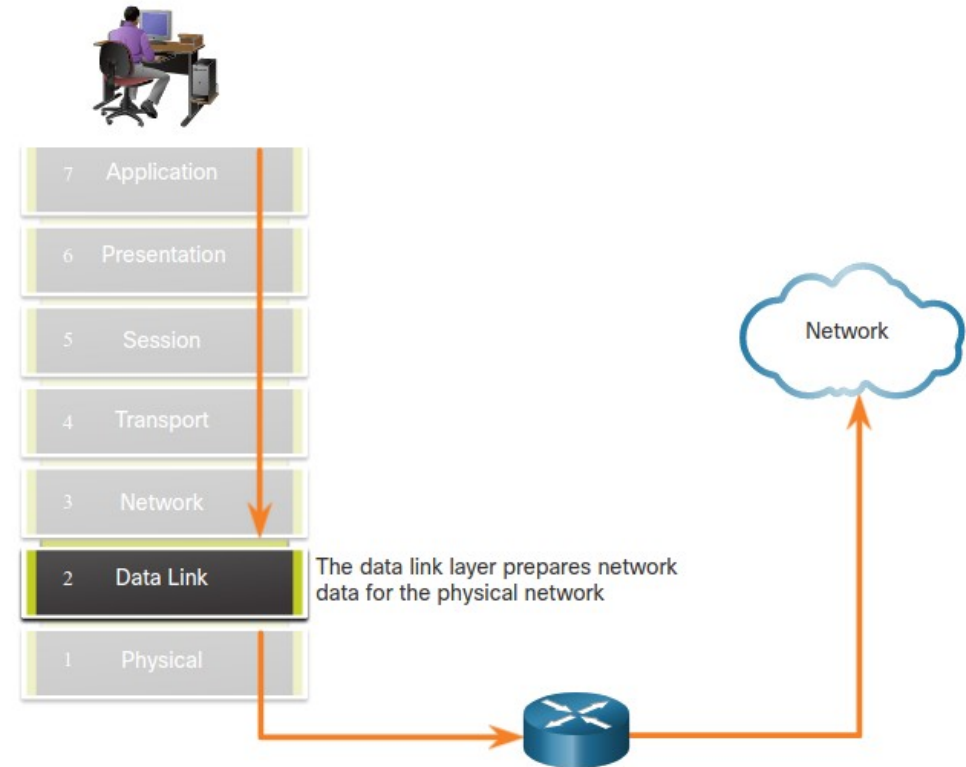 7 Application
6 Presentation
5 Session
4 Transport
3 Network
2 Data Link
The data link layer prepares network
data for the physical network
1 Physical
Network